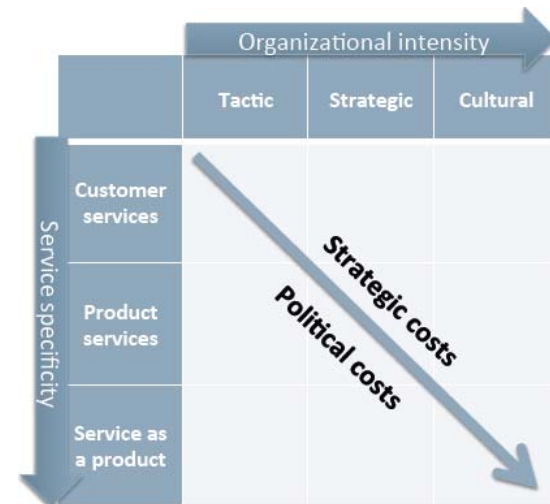 Organizational intensity
Tactic
Strategic
Cultural
Service specificity
Customer
services
Product
services
Service as
a product
Strategic costs
Political costs